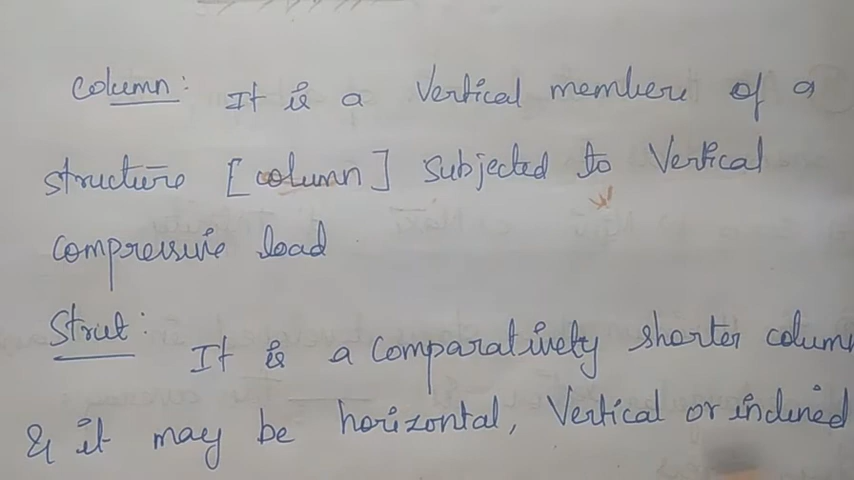 Column: It is a Vertical member of a
structure [column] subjected to Vertical
compressive load
Strut:
It is a comparatively shorter column
& it may be horizontal, Vertical or inclined